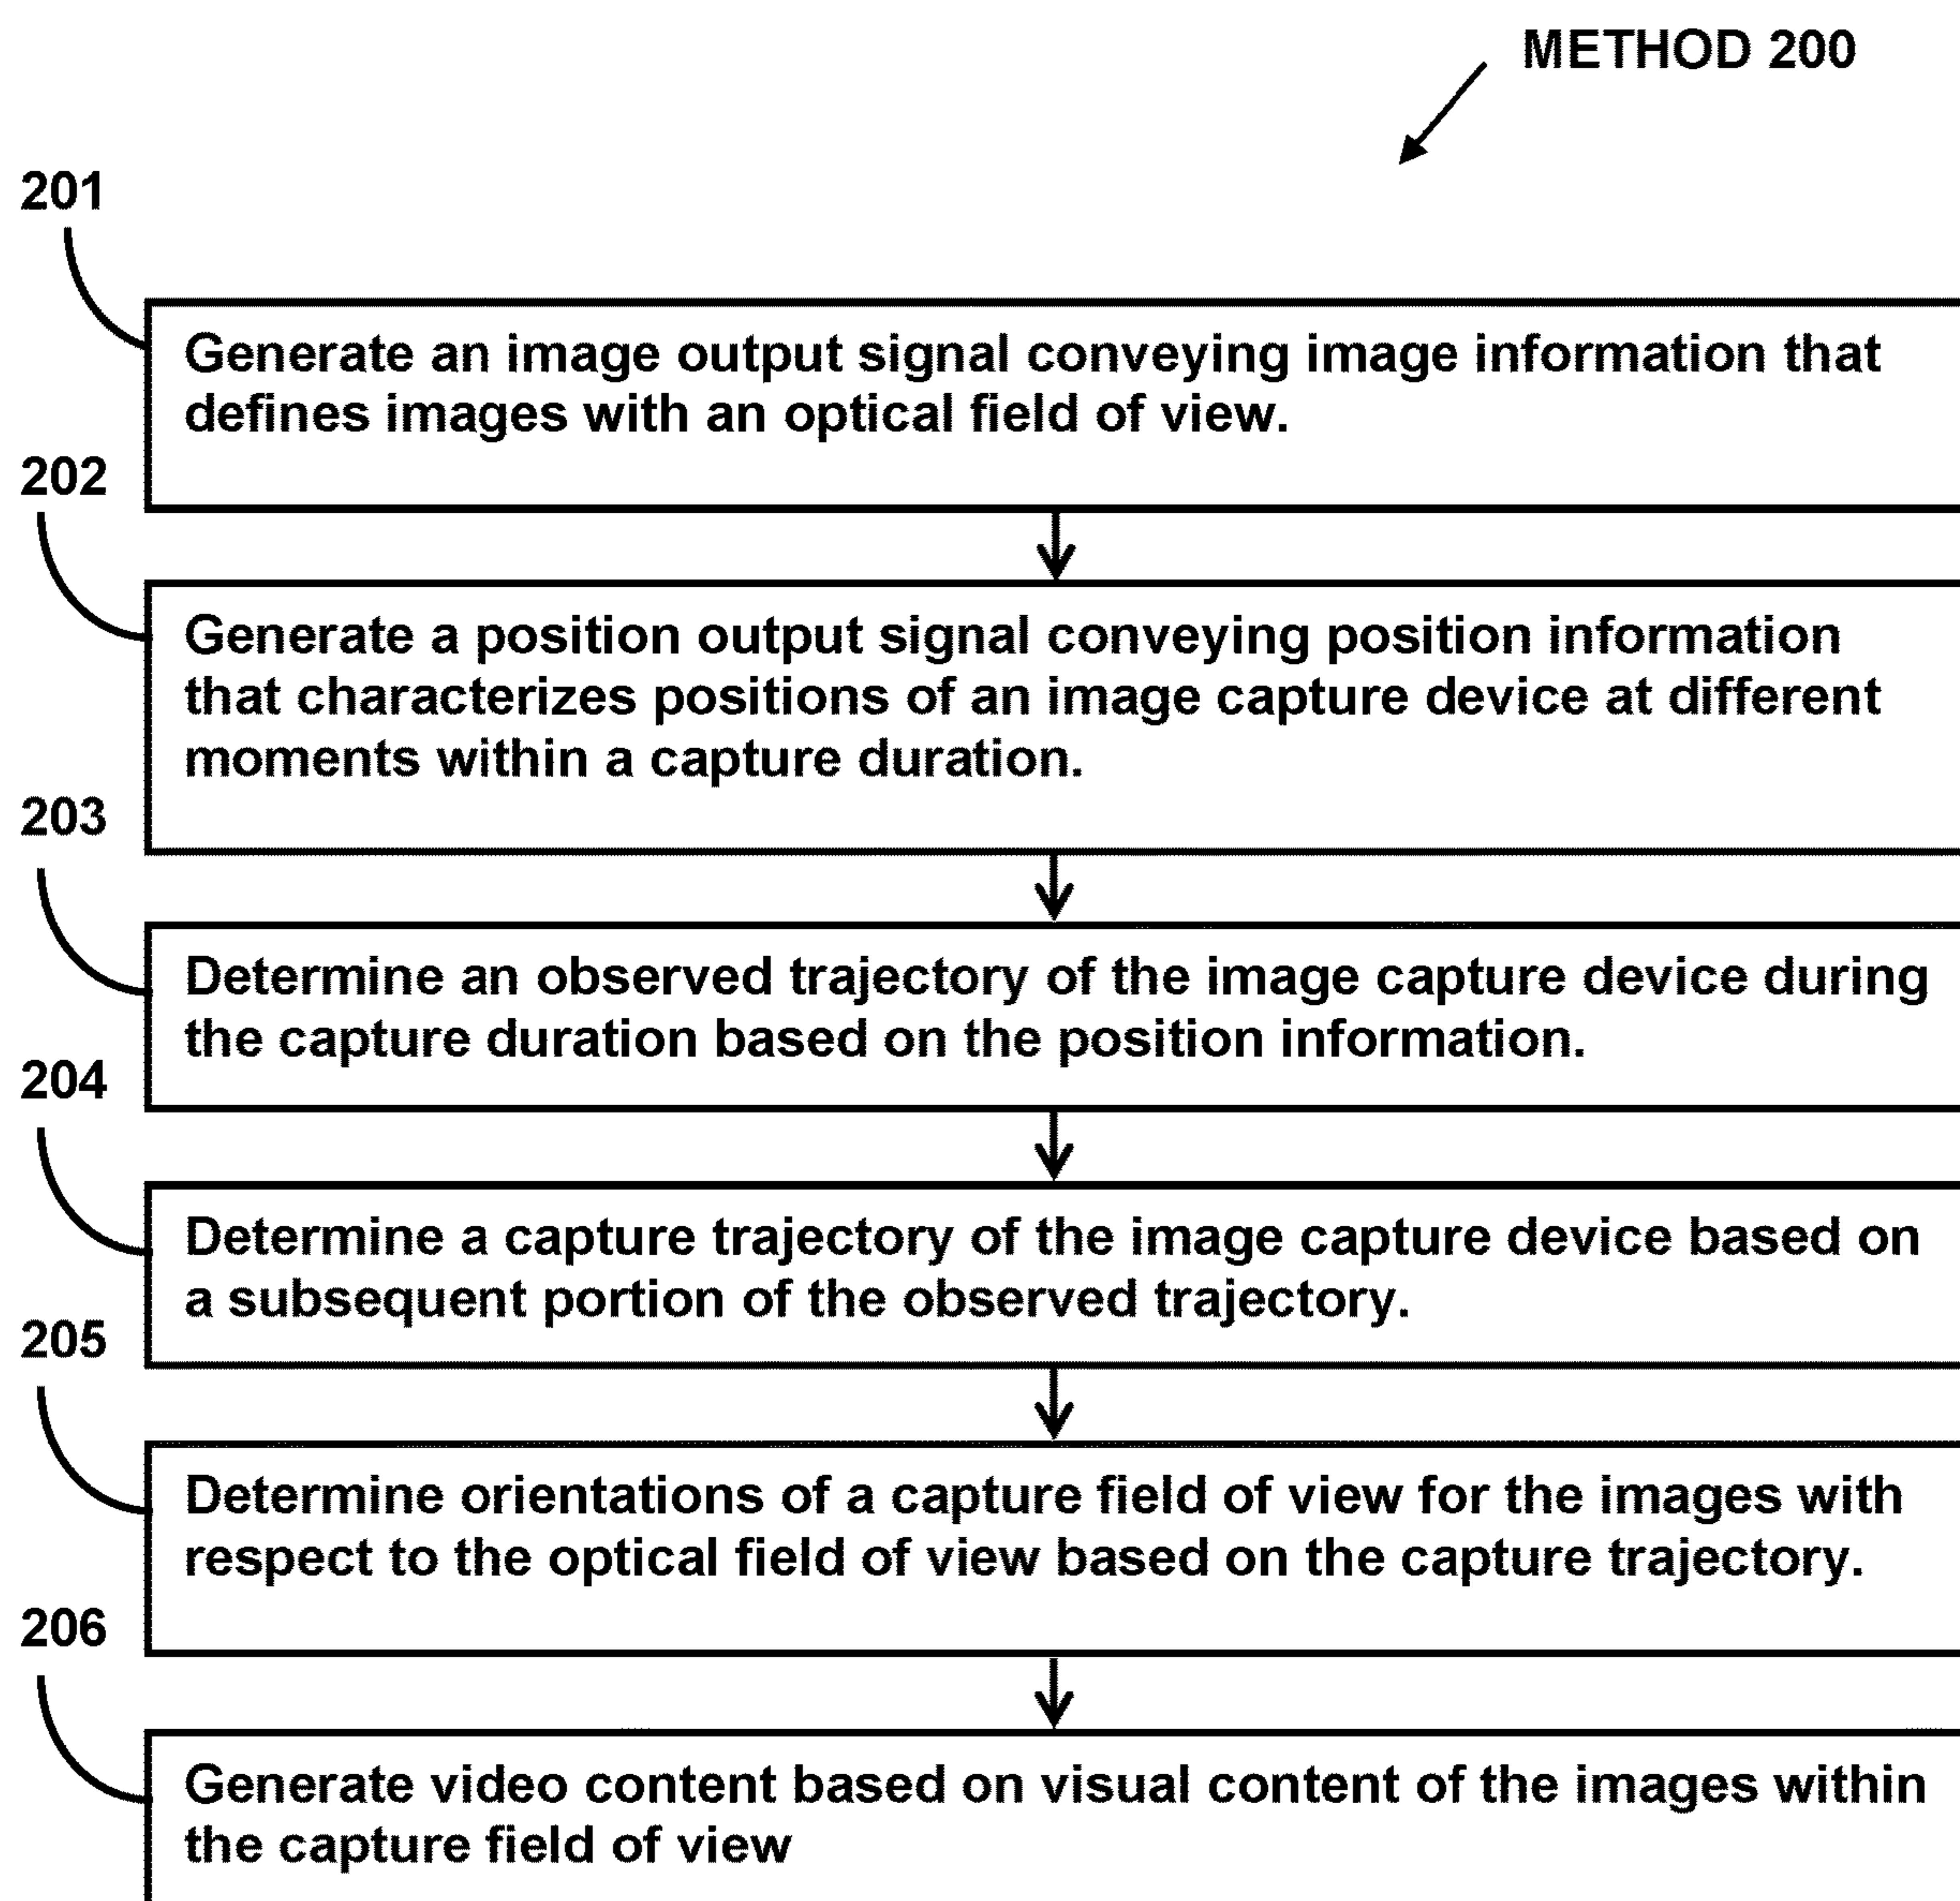 METHOD 200
201
Generate an image output signal conveying image information that
defines images with an optical field of view.
202
Generate a position output signal conveying position information
that characterizes positions of an image capture device at different
moments within a capture duration.
203
Determine an observed trajectory of the image capture device during
the capture duration based on the position information.
204
Determine a capture trajectory of the image capture device based on
a subsequent portion of the observed trajectory.
205
Determine orientations of a capture field of view for the images with
respect to the optical field of view based on the capture trajectory.
206
Generate video content based on visual content of the images within
the capture field of view